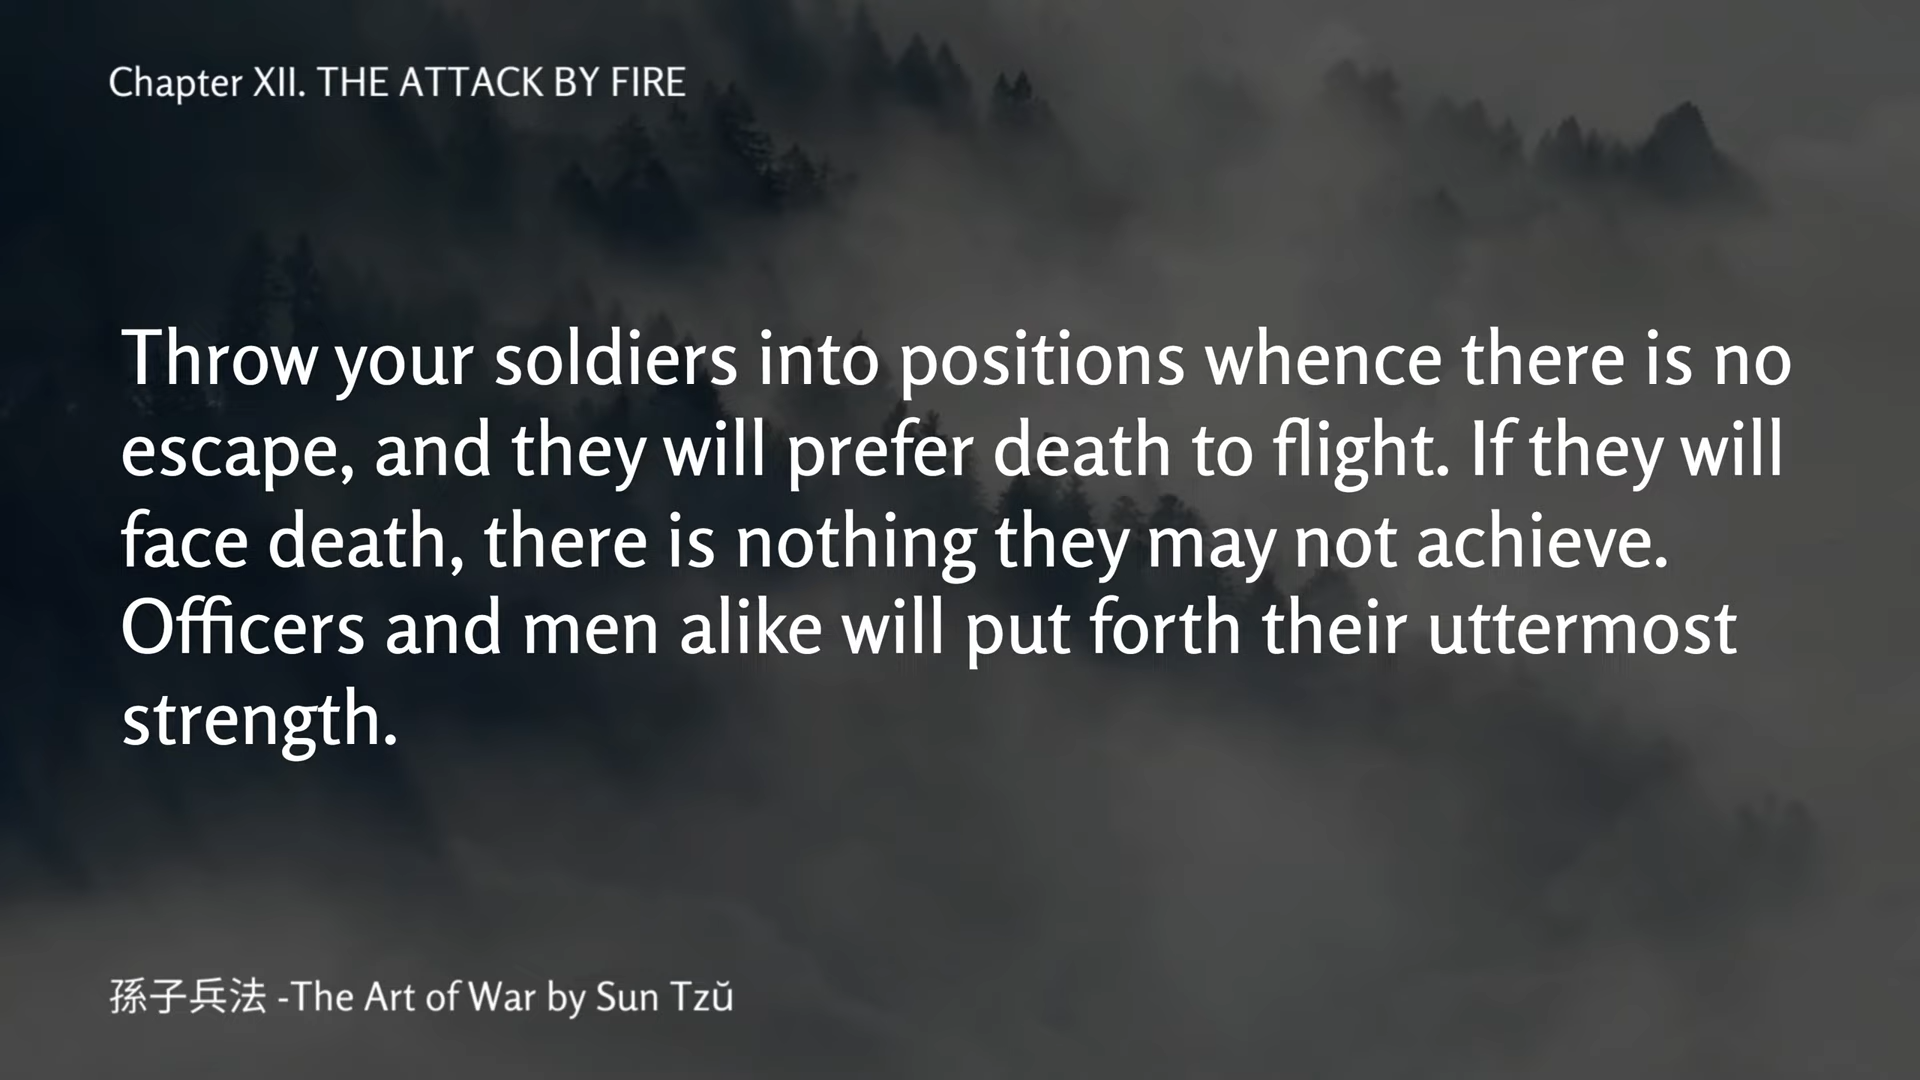 Chapter XII. THE ATTACK BY FIRE
Throw your soldiers into positions whence there is no
escape, and they will prefer death to flight. If they will
face death, there is nothing they may not achieve.
Officers and men alike will put forth their uttermost
strength.
孫子兵法 -The Art of War by Sun Tzŭ